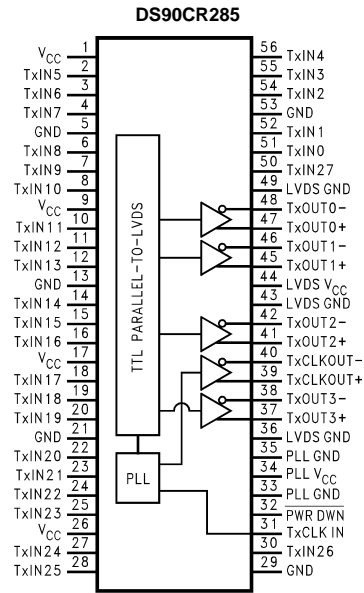 DS90CR285
VCC 1 56 TxIN4
TxIN5 2 55 TxIN3
TxIN6 3 54 TxIN2
TxIN7 4 53 GND
GND 5 52 TxIN1
TxIN8 6 51 TxIN0
TxIN9 7 50 TxIN27
TxIN10 8 49 LVDS GND
VCC 9 48 TxOUT0−
TxIN11 10 47 TxOUT0+
TxIN12 11 46 TxOUT1−
TxIN13 12 45 TxOUT1+
GND 13 44 LVDS VCC
TxIN14 14 43 LVDS GND
TxIN15 15 42 TxOUT2−
TxIN16 16 41 TxOUT2+
VCC 17 40 TxCLKOUT−
TxIN17 18 39 TxCLKOUT+
TxIN18 19 38 TxOUT3−
TxIN19 20 37 TxOUT3+
GND 21 36 LVDS GND
TxIN20 22 35 PLL GND
TxIN21 23 34 PLL VCC
TxIN22 24 33 PLL GND
TxIN23 25 32 PWR DWN
VCC 26 31 TxCLK IN
TxIN24 27 30 TxIN26
TxIN25 28 29 GND
TTL PARALLEL-TO-LVDS
PLL